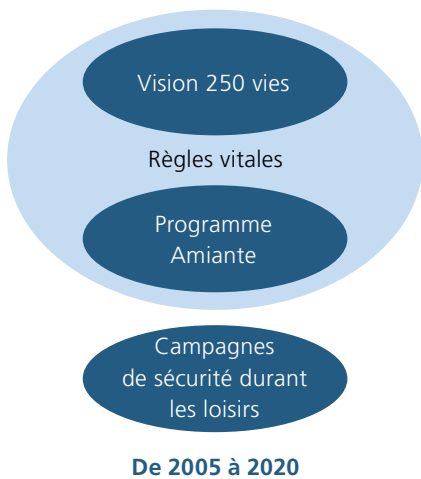 Vision 250 vies
Règles vitales
Programme
Amiante
Campagnes
de sécurité durant
les loisirs
De 2005 à 2020